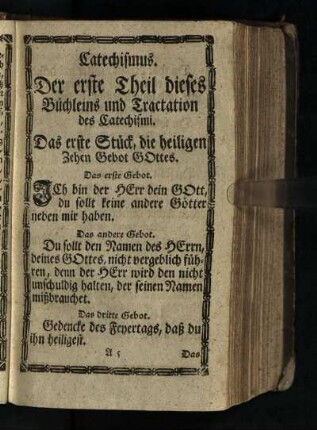 Catechismus.
Der erste Theil dieses
Büchleins und Tractation
des Catechismi.
Das erste Stück, die heiligen
Zehen Gebot GOttes.
Das erste Gebot.
ICh bin der HErr dein GOtt,
du sollt keine andere Götter
neben mir haben.
Das andere Gebot.
Du sollt den Namen des HErrn,
deines GOttes, nicht vergeblich füh-
ren, denn der HErr wird den nicht
unschuldig halten, der seinen Namen
mißbrauchet.
Das dritte Gebot.
Gedencke des Feyertags, daß du
ihn heiligest.
A 5 Das